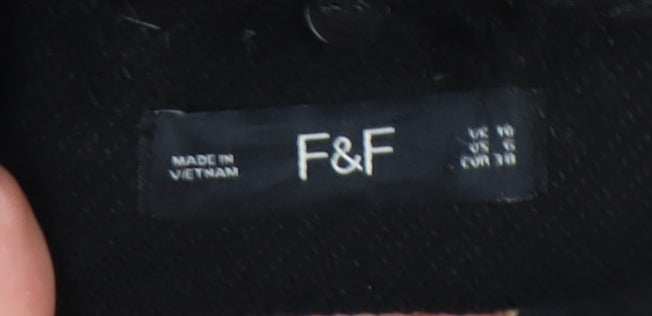 MADE IN
VIETNAM
F&F
UK 10
US 6
EUR 38